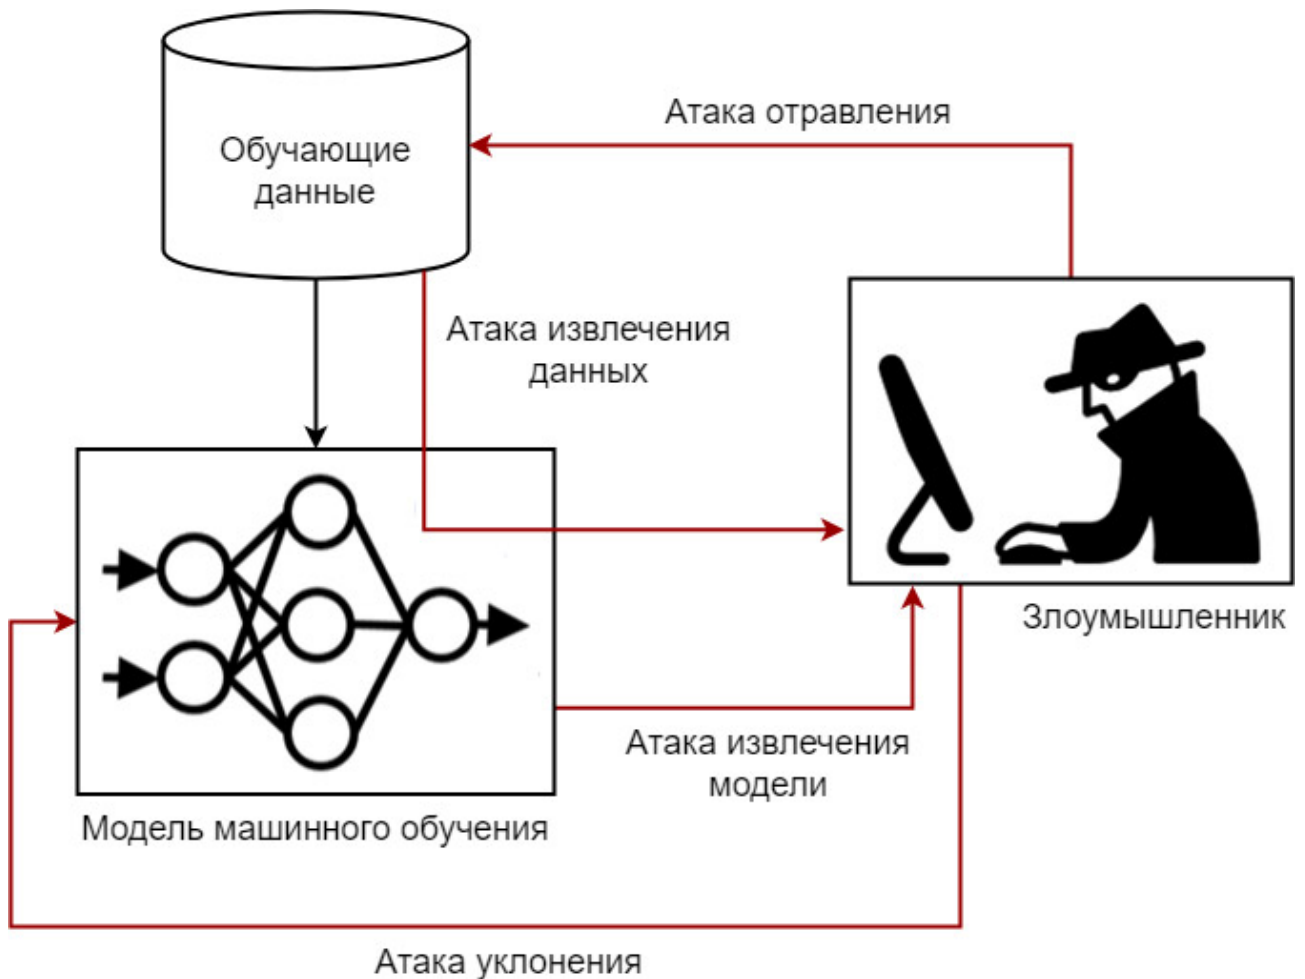 Атака отравления
Обучающие
данные
Атака извлечения
данных
Злоумышленник
Атака извлечения
модели
Модель машинного обучения
Атака уклонения